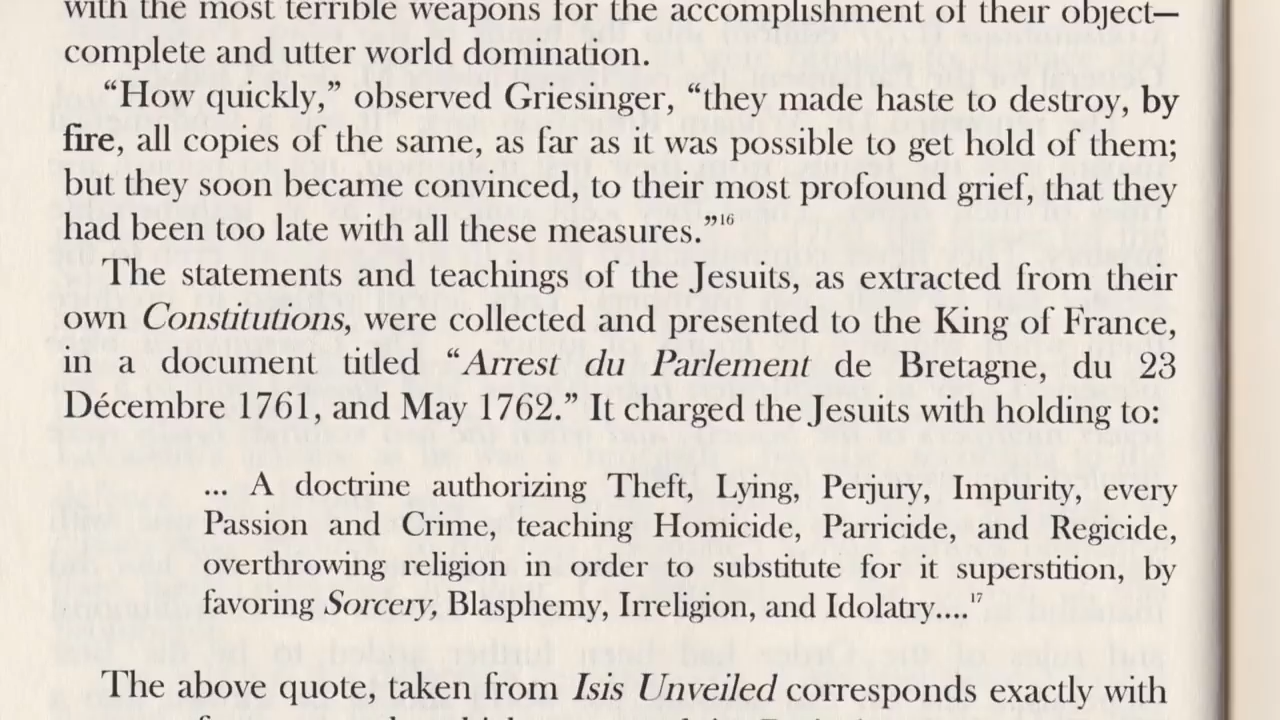 with the most terrible weapons for the accomplishment of their object—
complete and utter world domination.
“How quickly,” observed Griesinger, “they made haste to destroy, by
fire, all copies of the same, as far as it was possible to get hold of them;
but they soon became convinced, to their most profound grief, that they
had been too late with all these measures.”16
The statements and teachings of the Jesuits, as extracted from their
own Constitutions, were collected and presented to the King of France,
in a document titled “Arrest du Parlement de Bretagne, du 23
Décembre 1761, and May 1762.” It charged the Jesuits with holding to:
... A doctrine authorizing Theft, Lying, Perjury, Impurity, every
Passion and Crime, teaching Homicide, Parricide, and Regicide,
overthrowing religion in order to substitute for it superstition, by
favoring Sorcery, Blasphemy, Irreligion, and Idolatry....17
The above quote, taken from Isis Unveiled corresponds exactly with